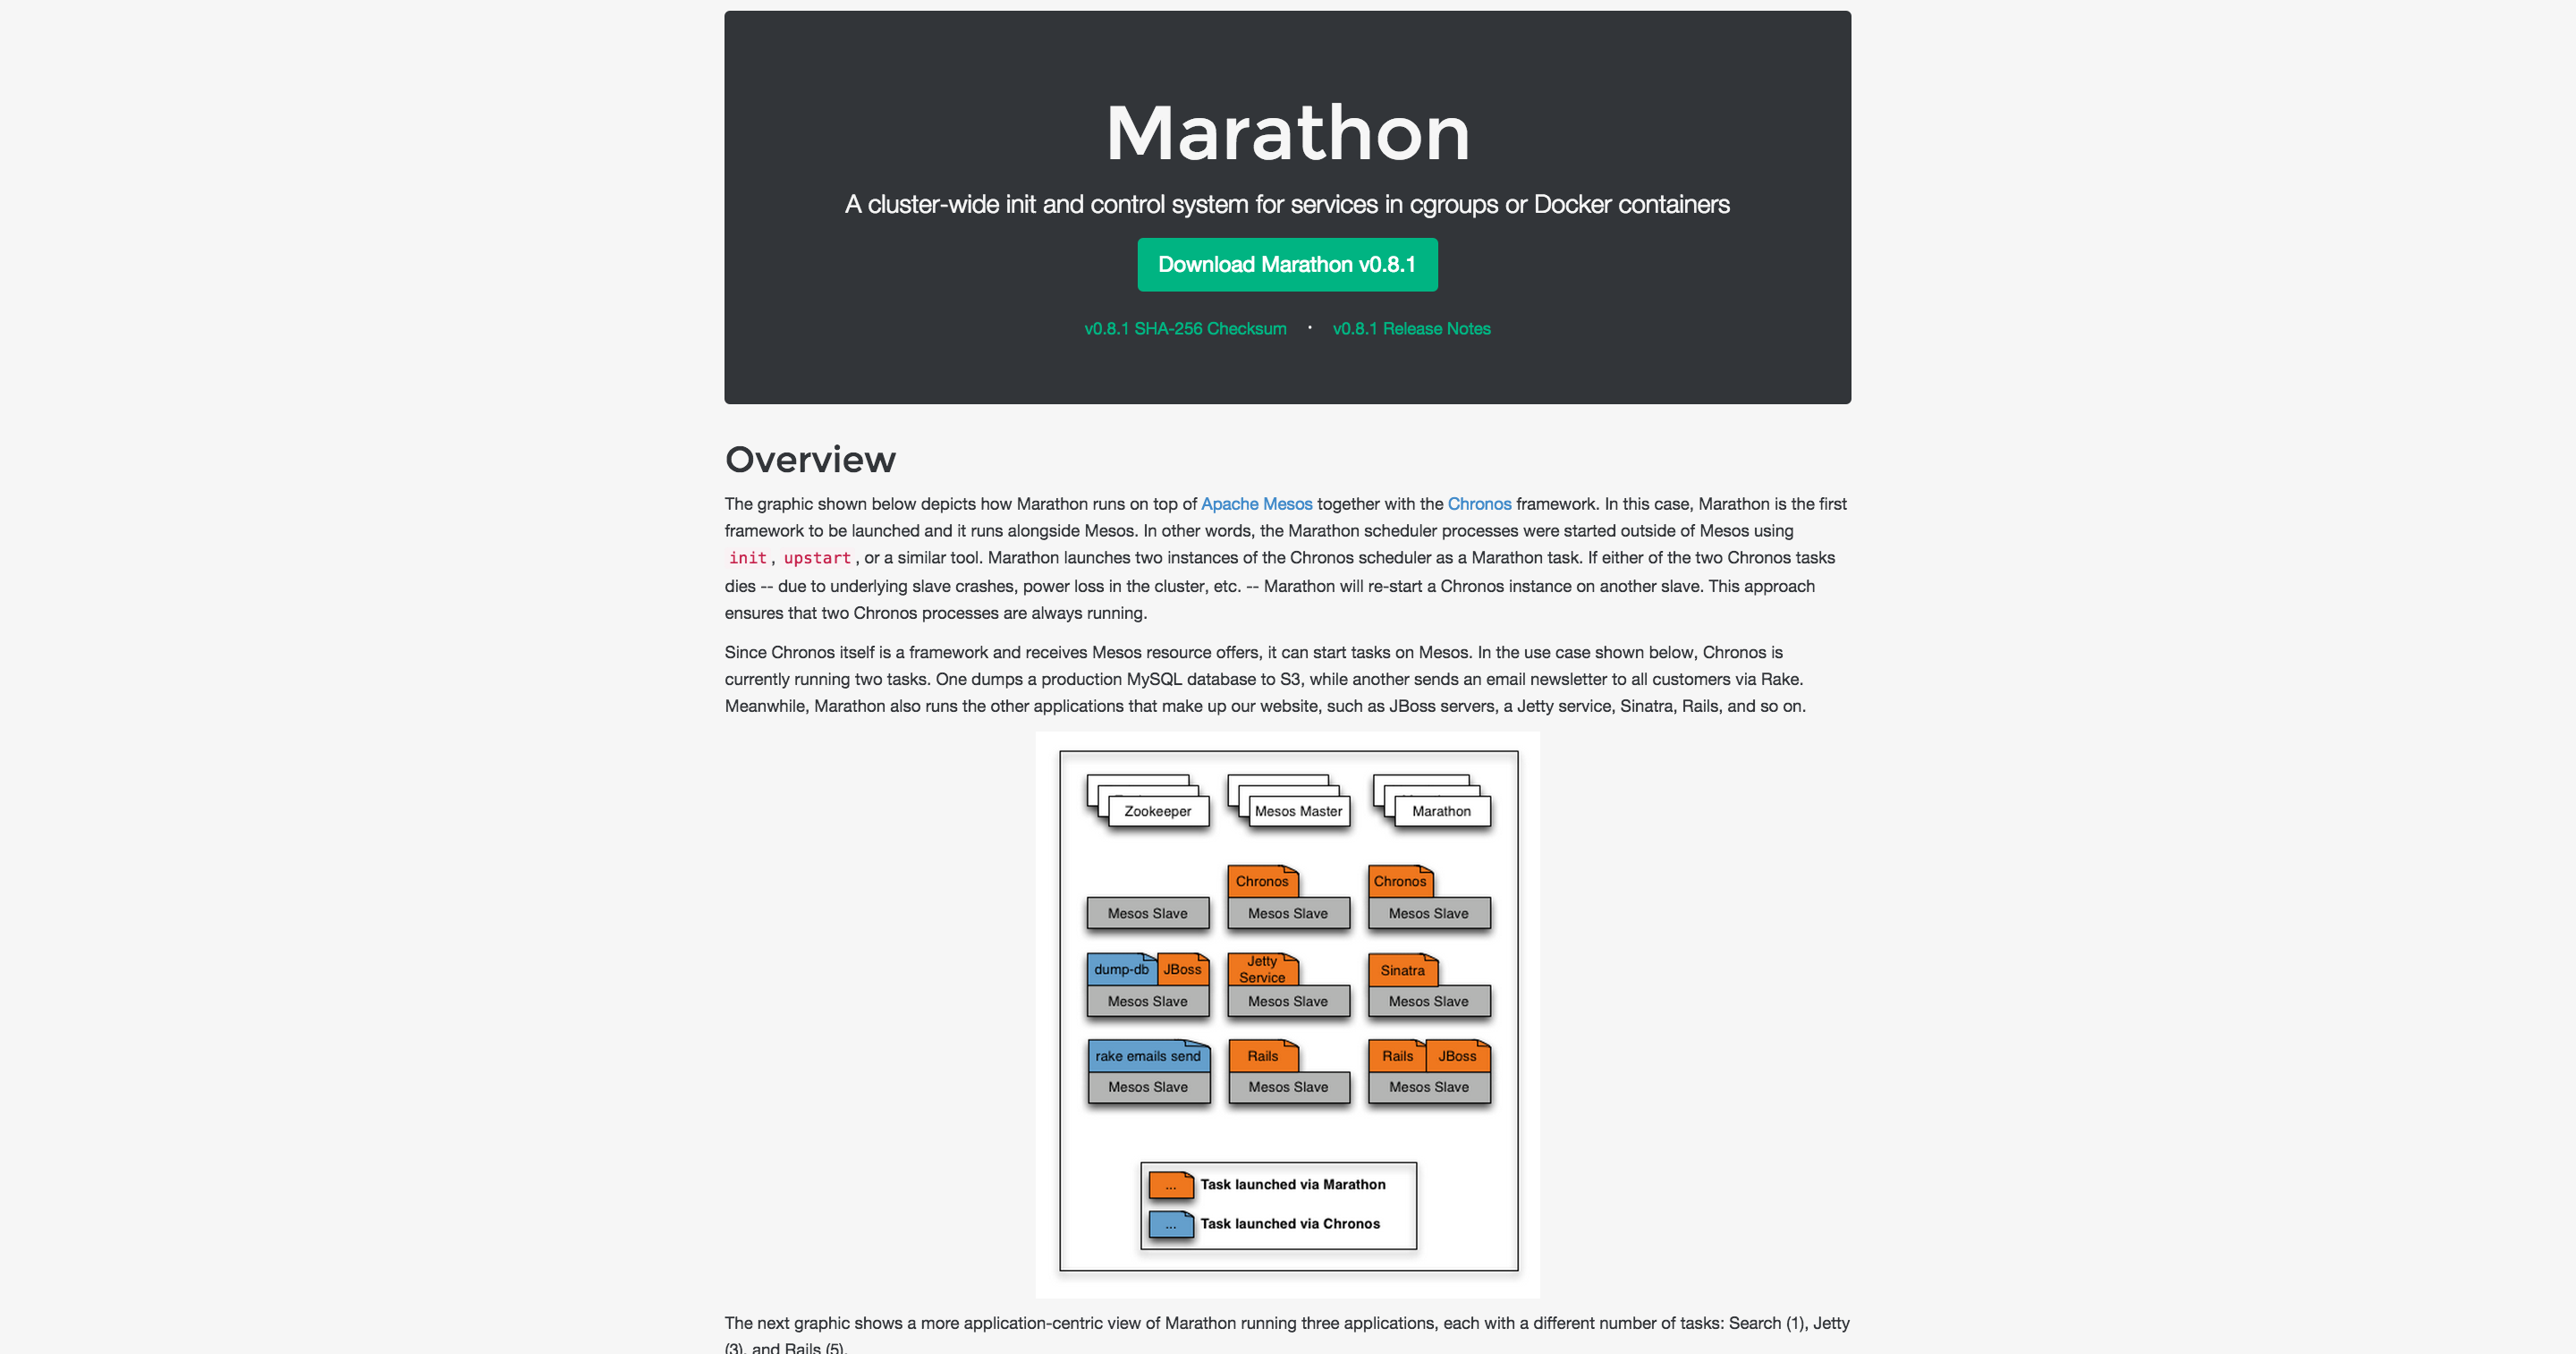 Marathon
A cluster-wide init and control system for services in cgroups or Docker containers
Download Marathon v0.8.1
v0.8.1 SHA-256 Checksum · v0.8.1 Release Notes
Overview
The graphic shown below depicts how Marathon runs on top of Apache Mesos together with the Chronos framework. In this case, Marathon is the first
framework to be launched and it runs alongside Mesos. In other words, the Marathon scheduler processes were started outside of Mesos using
init, upstart, or a similar tool. Marathon launches two instances of the Chronos scheduler as a Marathon task. If either of the two Chronos tasks
dies -- due to underlying slave crashes, power loss in the cluster, etc. -- Marathon will re-start a Chronos instance on another slave. This approach
ensures that two Chronos processes are always running.
Since Chronos itself is a framework and receives Mesos resource offers, it can start tasks on Mesos. In the use case shown below, Chronos is
currently running two tasks. One dumps a production MySQL database to S3, while another sends an email newsletter to all customers via Rake.
Meanwhile, Marathon also runs the other applications that make up our website, such as JBoss servers, a Jetty service, Sinatra, Rails, and so on.
Zookeeper Mesos Master Marathon
Chronos Chronos
Mesos Slave Mesos Slave Mesos Slave
dump-db JBoss Jetty Service Sinatra
Mesos Slave Mesos Slave Mesos Slave
rake emails send Rails Rails JBoss
Mesos Slave Mesos Slave Mesos Slave
... Task launched via Marathon
... Task launched via Chronos
The next graphic shows a more application-centric view of Marathon running three applications, each with a different number of tasks: Search (1), Jetty
(3), and Rails (5).